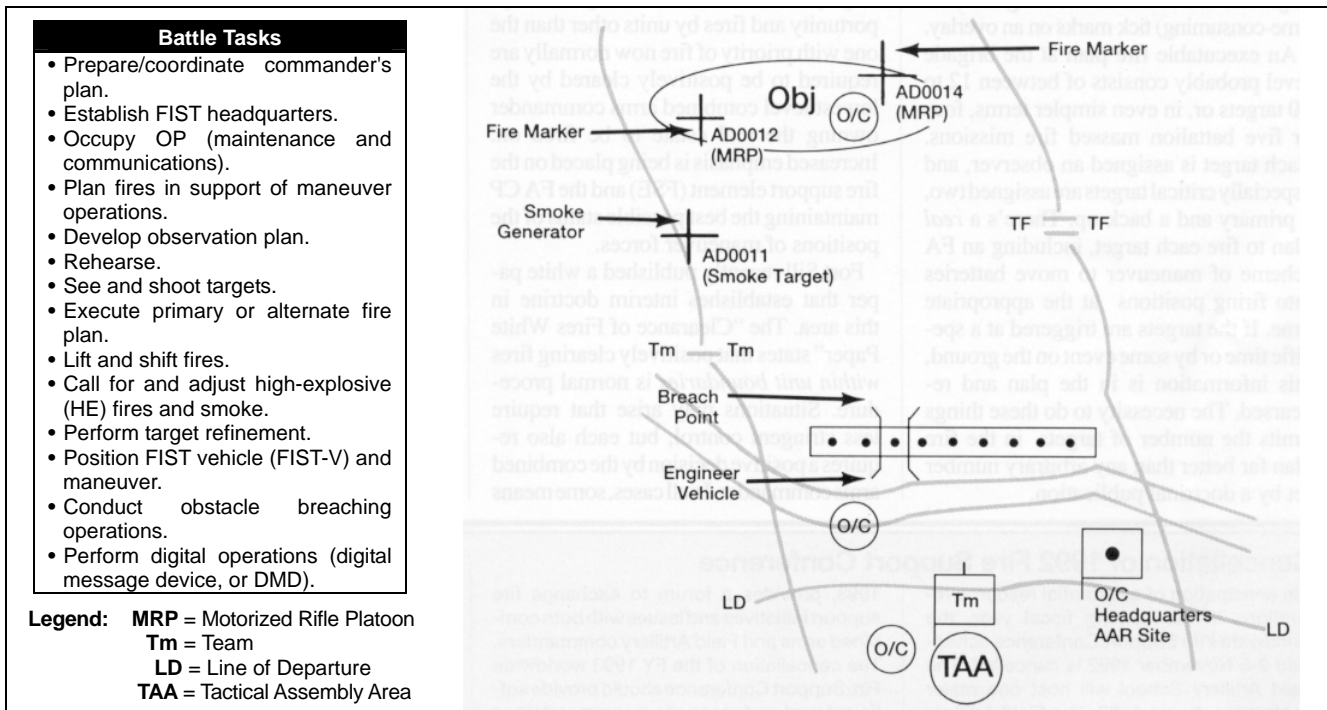 Battle Tasks
• Prepare/coordinate commander's
plan.
• Establish FIST headquarters.
• Occupy OP (maintenance and
communications).
• Plan fires in support of maneuver
operations.
• Develop observation plan.
• Rehearse.
• See and shoot targets.
• Execute primary or alternate fire
plan.
• Lift and shift fires.
• Call for and adjust high-explosive
(HE) fires and smoke.
• Perform target refinement.
• Position FIST vehicle (FIST-V) and
maneuver.
• Conduct obstacle breaching
operations.
• Perform digital operations (digital
message device, or DMD).
Legend: MRP = Motorized Rifle Platoon
Tm = Team
LD = Line of Departure
TAA = Tactical Assembly Area
Fire Marker
Obj
O/C
AD0014
(MRP)
Fire Marker
AD0012
(MRP)
Smoke
Generator
AD0011
(Smoke Target)
TF TF
Tm Tm
Breach
Point
Engineer
Vehicle
O/C
LD
Tm
O/C
Headquarters
AAR Site
LD
O/C
TAA